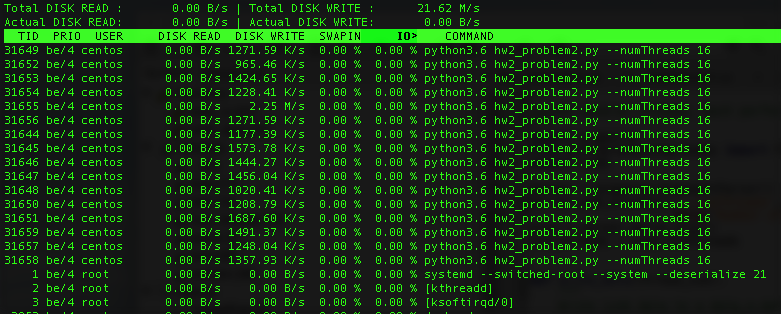 Total DISK READ : 0.00 B/s | Total DISK WRITE : 21.62 M/s
Actual DISK READ: 0.00 B/s | Actual DISK WRITE: 0.00 B/s
TID PRIO USER DISK READ DISK WRITE SWAPIN IO> COMMAND
31649 be/4 centos 0.00 B/s 1271.59 K/s 0.00 % 0.00 % python3.6 hw2_problem2.py --numThreads 16
31652 be/4 centos 0.00 B/s 965.46 K/s 0.00 % 0.00 % python3.6 hw2_problem2.py --numThreads 16
31653 be/4 centos 0.00 B/s 1424.65 K/s 0.00 % 0.00 % python3.6 hw2_problem2.py --numThreads 16
31654 be/4 centos 0.00 B/s 1228.41 K/s 0.00 % 0.00 % python3.6 hw2_problem2.py --numThreads 16
31655 be/4 centos 0.00 B/s 2.25 M/s 0.00 % 0.00 % python3.6 hw2_problem2.py --numThreads 16
31656 be/4 centos 0.00 B/s 1271.59 K/s 0.00 % 0.00 % python3.6 hw2_problem2.py --numThreads 16
31644 be/4 centos 0.00 B/s 1177.39 K/s 0.00 % 0.00 % python3.6 hw2_problem2.py --numThreads 16
31645 be/4 centos 0.00 B/s 1573.78 K/s 0.00 % 0.00 % python3.6 hw2_problem2.py --numThreads 16
31646 be/4 centos 0.00 B/s 1444.27 K/s 0.00 % 0.00 % python3.6 hw2_problem2.py --numThreads 16
31647 be/4 centos 0.00 B/s 1456.04 K/s 0.00 % 0.00 % python3.6 hw2_problem2.py --numThreads 16
31648 be/4 centos 0.00 B/s 1020.41 K/s 0.00 % 0.00 % python3.6 hw2_problem2.py --numThreads 16
31650 be/4 centos 0.00 B/s 1208.79 K/s 0.00 % 0.00 % python3.6 hw2_problem2.py --numThreads 16
31651 be/4 centos 0.00 B/s 1687.60 K/s 0.00 % 0.00 % python3.6 hw2_problem2.py --numThreads 16
31659 be/4 centos 0.00 B/s 1491.37 K/s 0.00 % 0.00 % python3.6 hw2_problem2.py --numThreads 16
31657 be/4 centos 0.00 B/s 1248.04 K/s 0.00 % 0.00 % python3.6 hw2_problem2.py --numThreads 16
31658 be/4 centos 0.00 B/s 1357.93 K/s 0.00 % 0.00 % python3.6 hw2_problem2.py --numThreads 16
1 be/4 root 0.00 B/s 0.00 B/s 0.00 % 0.00 % systemd --switched-root --system --deserialize 21
2 be/4 root 0.00 B/s 0.00 B/s 0.00 % 0.00 % [kthreadd]
3 be/4 root 0.00 B/s 0.00 B/s 0.00 % 0.00 % [ksoftirqd/0]